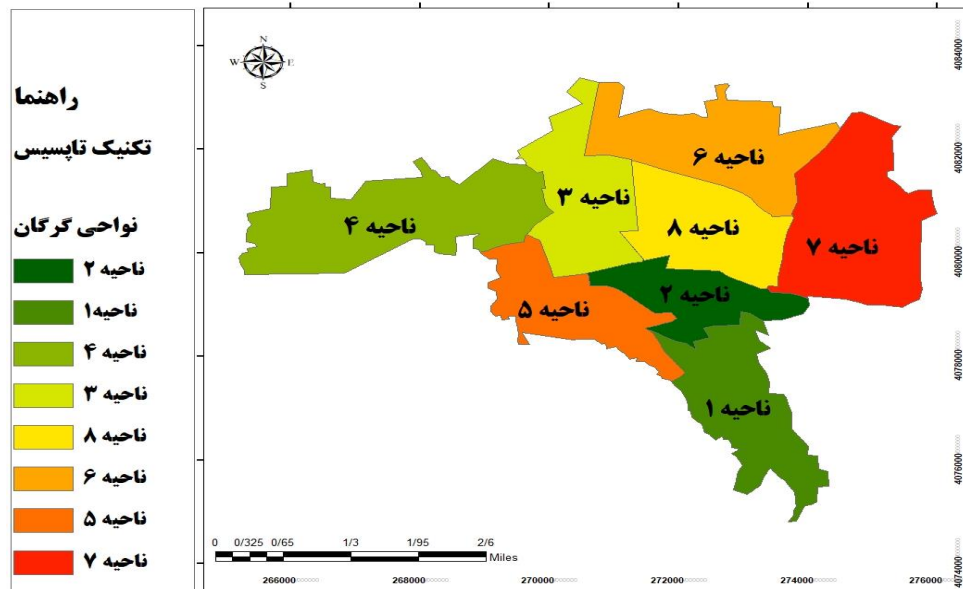 راهنما
تکنیک تاپسیس
نواحی گرگان
ناحیه ۲
ناحیه۱
ناحیه ۴
ناحیه ۳
ناحیه ۸
ناحیه ۶
ناحیه ۵
ناحیه ۷
N
W E
S
ناحیه ۶
ناحیه ۳
ناحیه ۴
ناحیه ۸
ناحیه ۷
ناحیه ۲
ناحیه ۵
ناحیه ۱
0 0/325 0/65 1/3 1/95 2/6
Miles
266000 268000 270000 272000 274000 276000
4084000
4082000
4080000
4078000
4076000
4074000